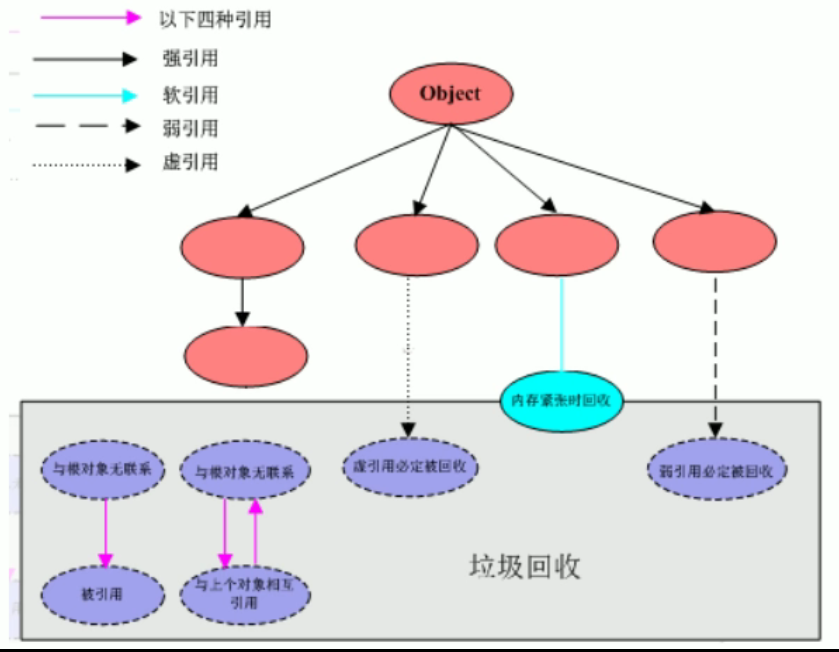 以下四种引用
强引用
软引用
弱引用
虚引用
Object
内存紧张时回收
与根对象无联系
与根对象无联系
虚引用必定被回收
弱引用必定被回收
被引用
与上个对象相互
引用
垃圾回收